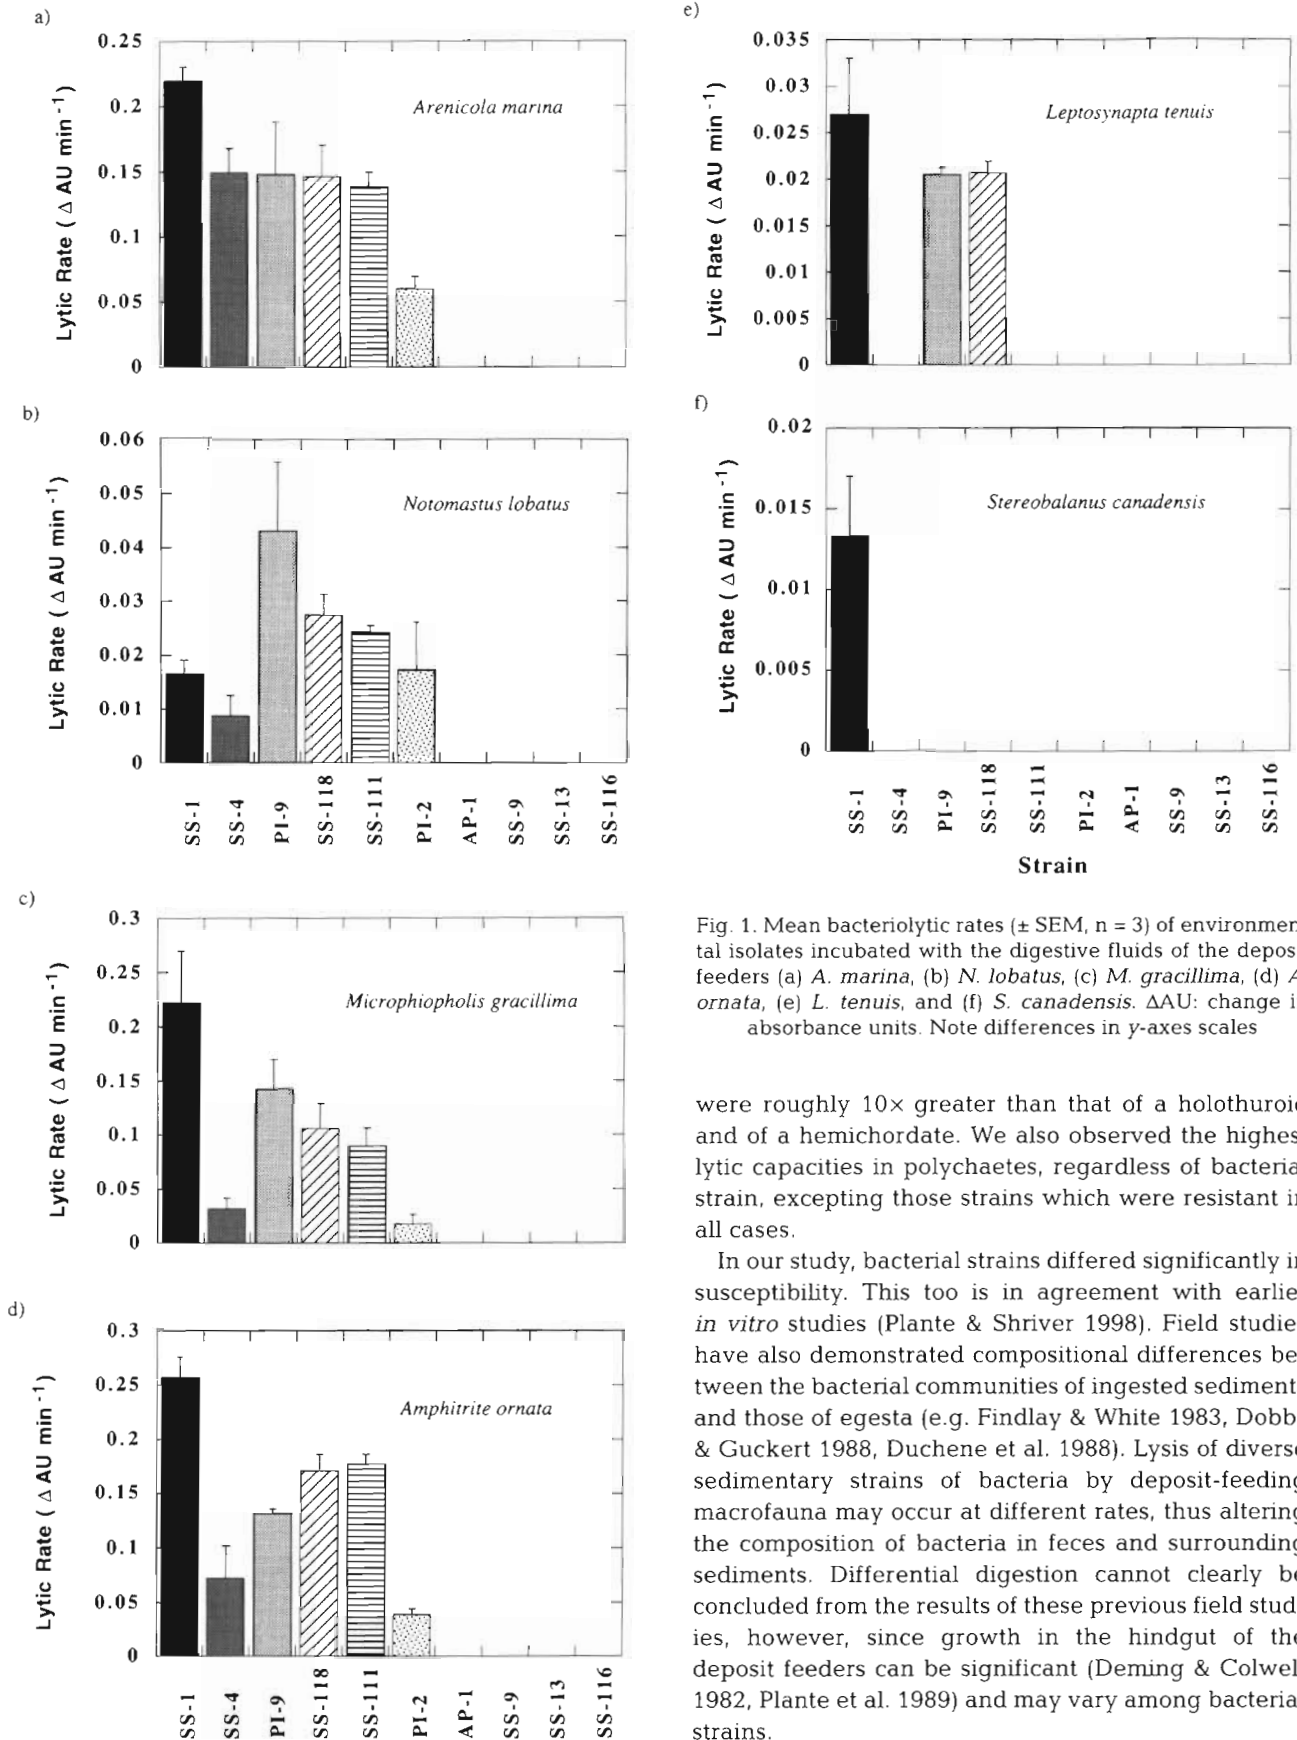 a)
0.25
0.2
0.15
0.1
0.05
0
Lytic Rate ( Δ AU min⁻¹)
Arenicola marina
b)
0.06
0.05
0.04
0.03
0.02
0.01
0
Lytic Rate ( Δ AU min⁻¹)
Notomastus lobatus
SS-1
SS-4
PI-9
SS-118
SS-111
PI-2
AP-1
SS-9
SS-13
SS-116
c)
0.3
0.25
0.2
0.15
0.1
0.05
0
Lytic Rate ( Δ AU min⁻¹)
Microphiopholis gracillima
d)
0.3
0.25
0.2
0.15
0.1
0.05
0
Lytic Rate ( Δ AU min⁻¹)
Amphitrite ornata
SS-1
SS-4
PI-9
SS-118
SS-111
PI-2
AP-1
SS-9
SS-13
SS-116
e)
0.035
0.03
0.025
0.02
0.015
0.01
0.005
0
Lytic Rate ( Δ AU min⁻¹)
Leptosynapta tenuis
f)
0.02
0.015
0.01
0.005
0
Lytic Rate ( Δ AU min⁻¹)
Stereobalanus canadensis
SS-1
SS-4
PI-9
SS-118
SS-111
PI-2
AP-1
SS-9
SS-13
SS-116
Strain
Fig. 1. Mean bacteriolytic rates (± SEM, n = 3) of environmen
tal isolates incubated with the digestive fluids of the depos
feeders (a) A. marina, (b) N. lobatus, (c) M. gracillima, (d) A
ornata, (e) L. tenuis, and (f) S. canadensis. ΔAU: change i
absorbance units. Note differences in y-axes scales
were roughly 10× greater than that of a holothuroid
and of a hemichordate. We also observed the highes
lytic capacities in polychaetes, regardless of bacteria
strain, excepting those strains which were resistant in
all cases.
In our study, bacterial strains differed significantly in
susceptibility. This too is in agreement with earlie
in vitro studies (Plante & Shriver 1998). Field studie
have also demonstrated compositional differences be
tween the bacterial communities of ingested sediment
and those of egesta (e.g. Findlay & White 1983, Dobb
& Guckert 1988, Duchene et al. 1988). Lysis of diverse
sedimentary strains of bacteria by deposit-feeding
macrofauna may occur at different rates, thus altering
the composition of bacteria in feces and surrounding
sediments. Differential digestion cannot clearly be
concluded from the results of these previous field stud
ies, however, since growth in the hindgut of the
deposit feeders can be significant (Deming & Colwel
1982, Plante et al. 1989) and may vary among bacteria
strains.